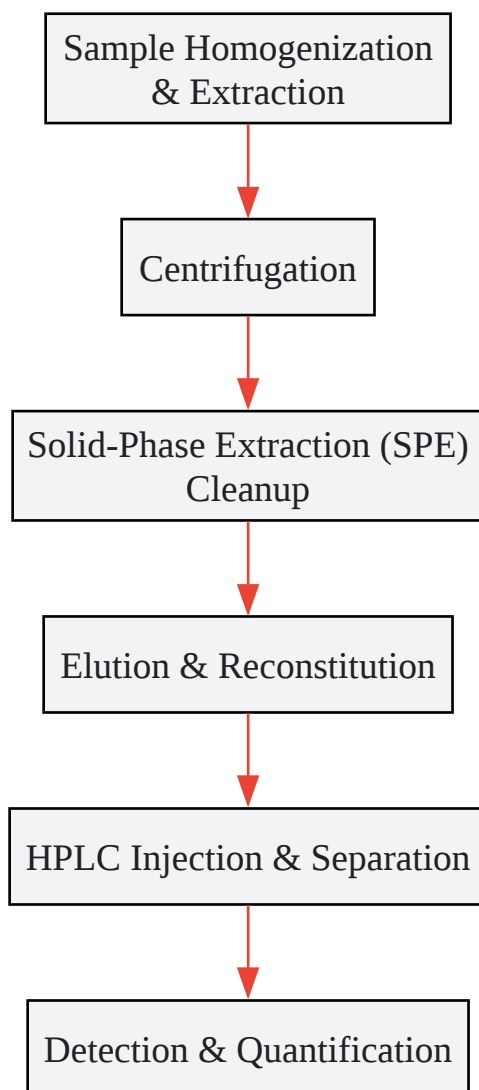 Sample Homogenization
& Extraction
Centrifugation
Solid-Phase Extraction (SPE)
Cleanup
Elution & Reconstitution
HPLC Injection & Separation
Detection & Quantification